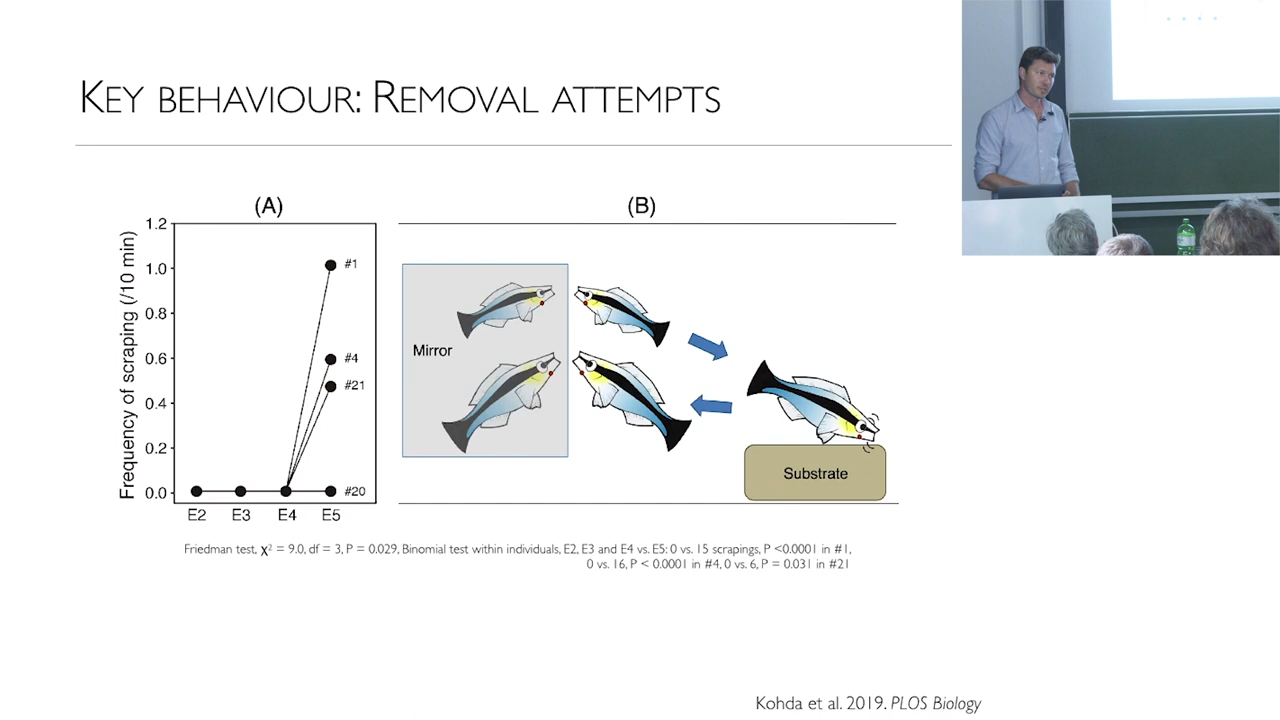 KEY BEHAVIOUR: REMOVAL ATTEMPTS
(A)
(B)
Frequency of scraping (/10 min)
1.2
1.0
0.8
0.6
0.4
0.2
0.0
#1
#4
#21
#20
E2 E3 E4 E5
Mirror
Substrate
Friedman test, χ² = 9.0, df = 3, P = 0.029, Binomial test within individuals, E2, E3 and E4 vs. E5: 0 vs. 15 scrapings, P <0.0001 in #1,
0 vs. 16, P < 0.0001 in #4, 0 vs. 6, P = 0.031 in #21
Kohda et al. 2019. PLOS Biology